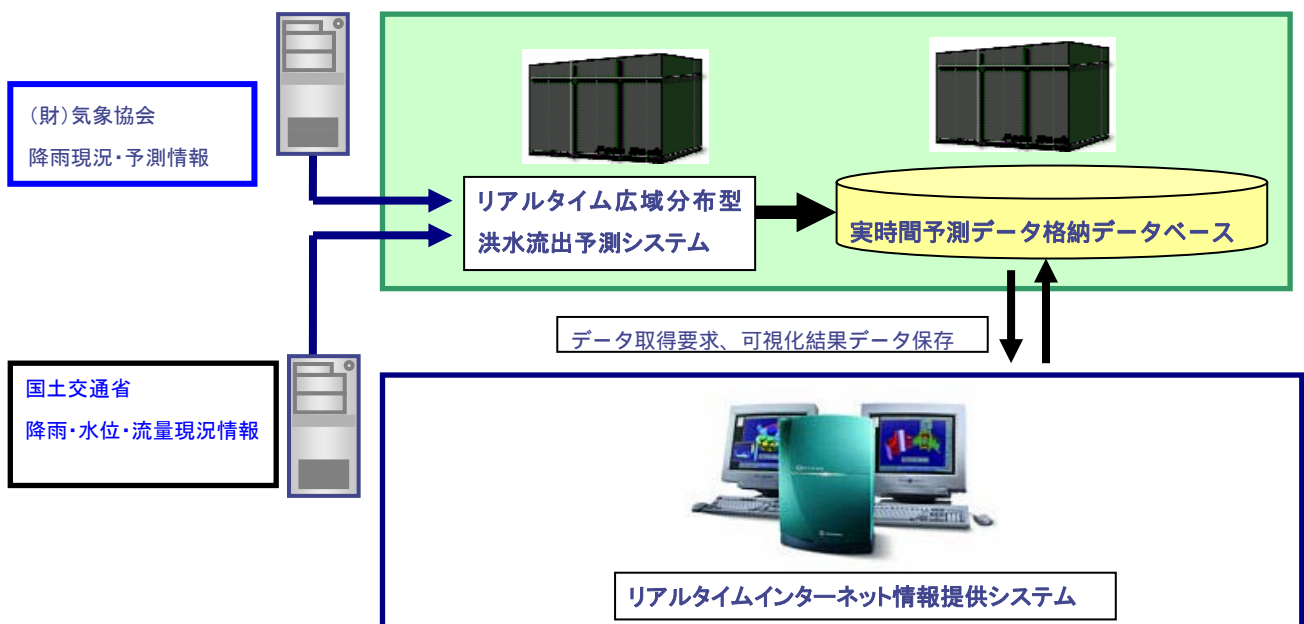 (財)気象協会
降雨現況・予測情報
リアルタイム広域分布型
洪水流出予測システム
実時間予測データ格納データベース
データ取得要求、可視化結果データ保存
国土交通省
降雨・水位・流量現況情報
リアルタイムインターネット情報提供システム